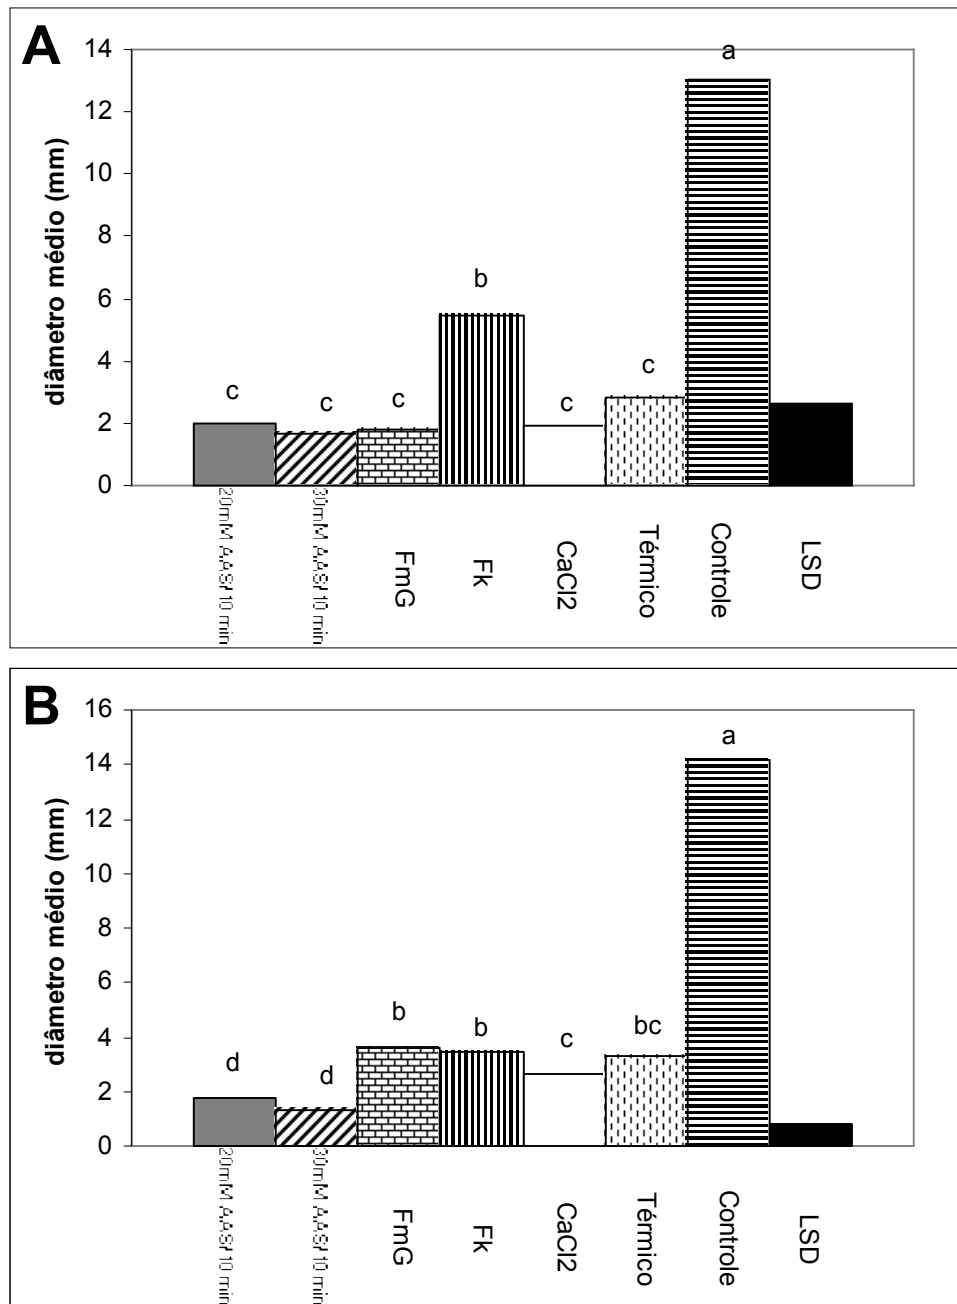 A
14
a
12
10
diâmetro médio (mm)
8
b
6
4
c
c
c
c
c
2
0
20mM AAS/10 min
30mM AAS/10 min
FmG
Fk
CaCl2
Térmico
Controle
LSD
B
16
a
14
12
10
diâmetro médio (mm)
8
6
b
b
c
bc
4
d
d
2
0
20mM AAS/10 min
30mM AAS/10 min
FmG
Fk
CaCl2
Térmico
Controle
LSD